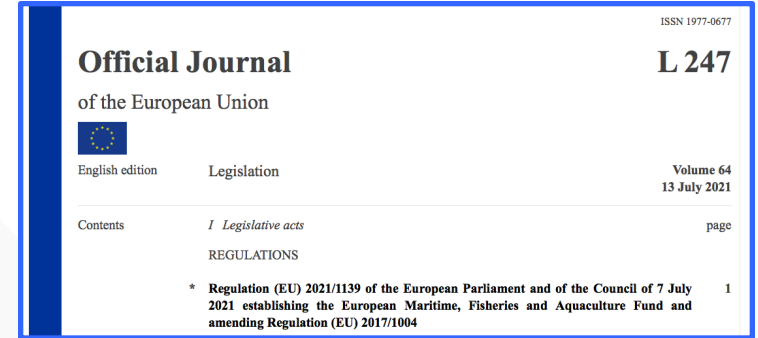 ISSN 1977-0677
Official Journal L 247
of the European Union
English edition Legislation Volume 64
13 July 2021
Contents I Legislative acts page
REGULATIONS
* Regulation (EU) 2021/1139 of the European Parliament and of the Council of 7 July 1
2021 establishing the European Maritime, Fisheries and Aquaculture Fund and
amending Regulation (EU) 2017/1004